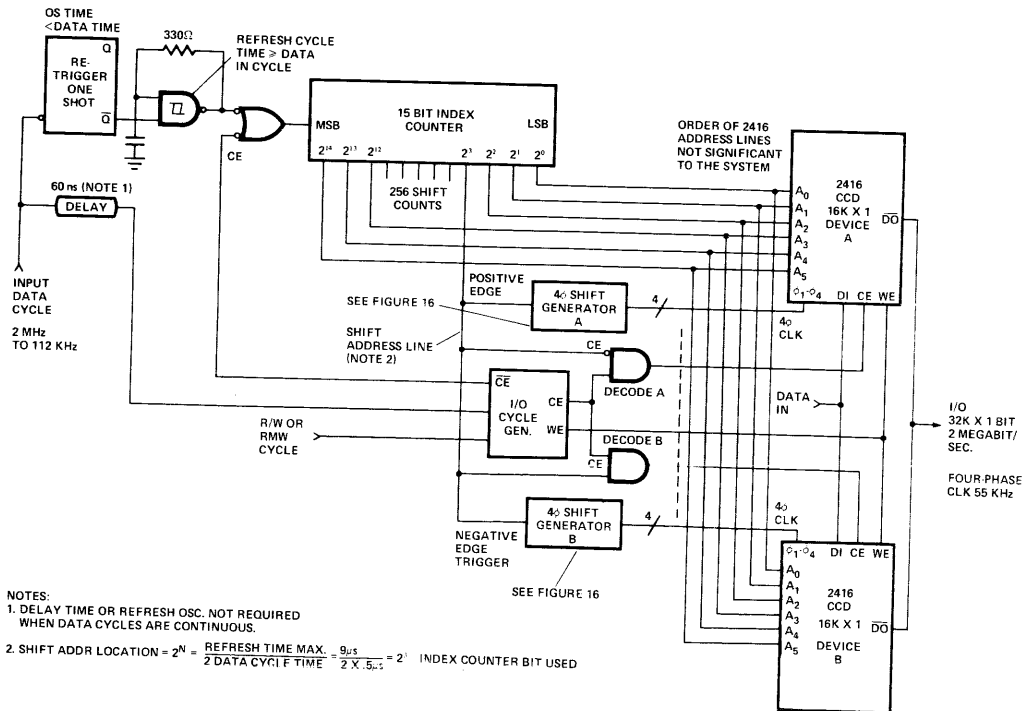 OS TIME
<DATA TIME
Q
RE-
TRIGGER
ONE
SHOT
Q̅
330Ω
REFRESH CYCLE
TIME ≥ DATA
IN CYCLE
CE
60 ns (NOTE 1)
DELAY
INPUT
DATA
CYCLE
2 MHz
TO 112 KHz
15 BIT INDEX
COUNTER
MSB
LSB
2¹⁴ 2¹³ 2¹² 2³ 2² 2¹ 2⁰
256 SHIFT
COUNTS
ORDER OF 2416
ADDRESS LINES
NOT SIGNIFICANT
TO THE SYSTEM
A₀
A₁
A₂
A₃
A₄
A₅
2416
CCD
16K X 1
DEVICE
A
D̅O̅
ϕ₁-ϕ₄ DI CE WE
POSITIVE
EDGE
4ϕ SHIFT
GENERATOR
A
4
4ϕ
CLK
SEE FIGURE 16
SHIFT
ADDRESS LINE
(NOTE 2)
CE
DECODE A
C̅E̅
I/O
CYCLE
GEN.
CE
WE
R/W OR
RMW
CYCLE
DECODE B
CE
DATA
IN
I/O
32K X 1 BIT
2 MEGABIT/
SEC.
FOUR-PHASE
CLK 55 KHz
NEGATIVE
EDGE
TRIGGER
4ϕ SHIFT
GENERATOR
B
4
4ϕ
CLK
SEE FIGURE 16
ϕ₁-ϕ₄ DI CE WE
A₀
A₁
A₂
A₃
A₄
A₅
2416
CCD
16K X 1
DEVICE
B
D̅O̅
NOTES:
1. DELAY TIME OR REFRESH OSC. NOT REQUIRED
WHEN DATA CYCLES ARE CONTINUOUS.
2. SHIFT ADDR LOCATION = 2ᴺ = REFRESH TIME MAX. / 2 DATA CYCLE TIME = 9μs / 2 X .5μs = INDEX COUNTER BIT USED